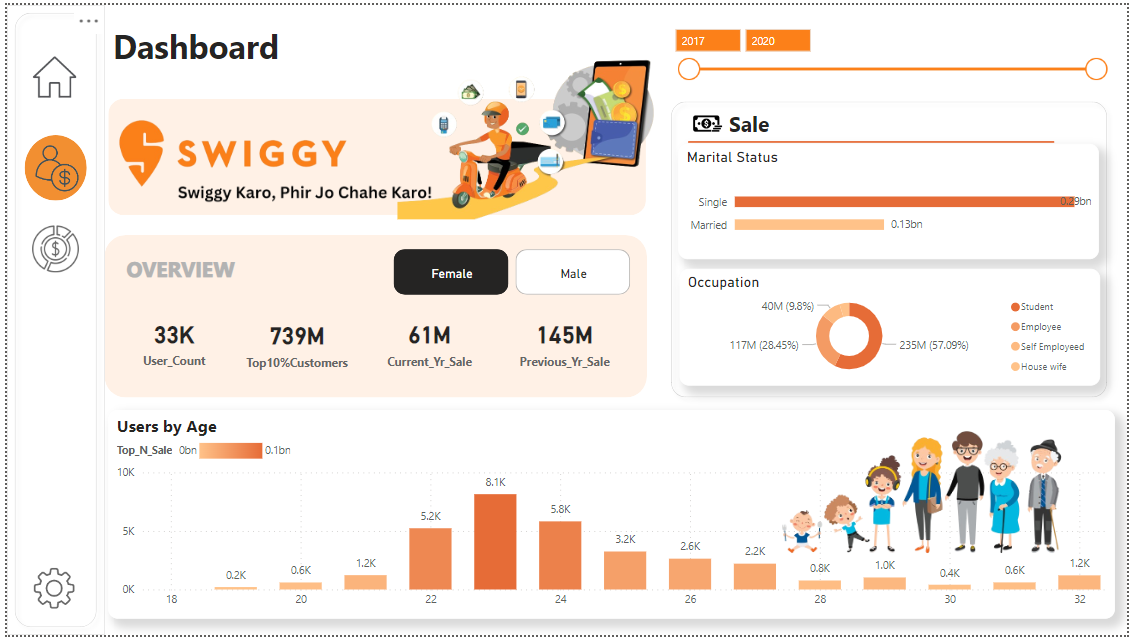 Dashboard
2017
2020
SWIGGY
Swiggy Karo, Phir Jo Chahe Karo!
OVERVIEW
Female
Male
33K
739M
61M
145M
User_Count
Top10%Customers
Current_Yr_Sale
Previous_Yr_Sale
Sale
Marital Status
Single
0.29bn
Married
0.13bn
Occupation
40M (9.8%)
117M (28.45%)
235M (57.09%)
Student
Employee
Self Employeed
House wife
Users by Age
Top_N_Sale
0bn
0.1bn
10K
5K
0K
0.2K
0.6K
1.2K
5.2K
8.1K
5.8K
3.2K
2.6K
2.2K
0.8K
1.0K
0.4K
0.6K
1.2K
18
20
22
24
26
28
30
32